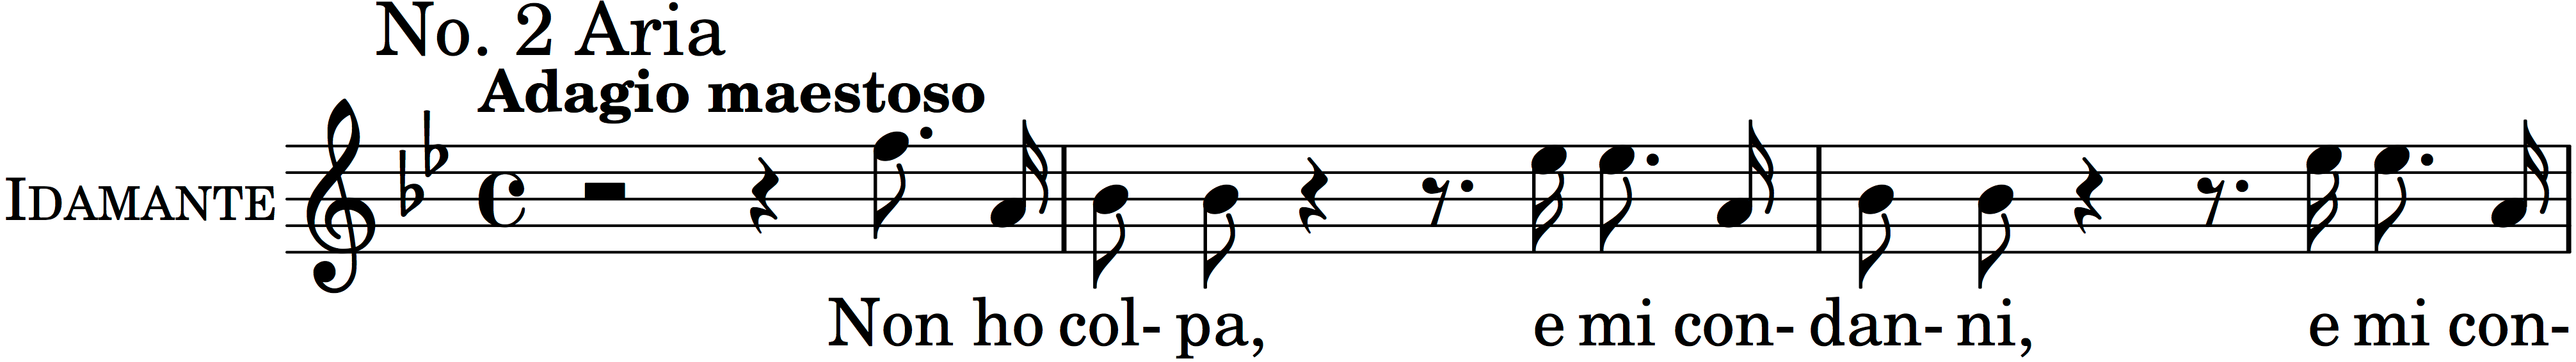 No. 2 Aria
Adagio maestoso
IDAMANTE
Non ho col- pa, e mi con- dan- ni, e mi con-